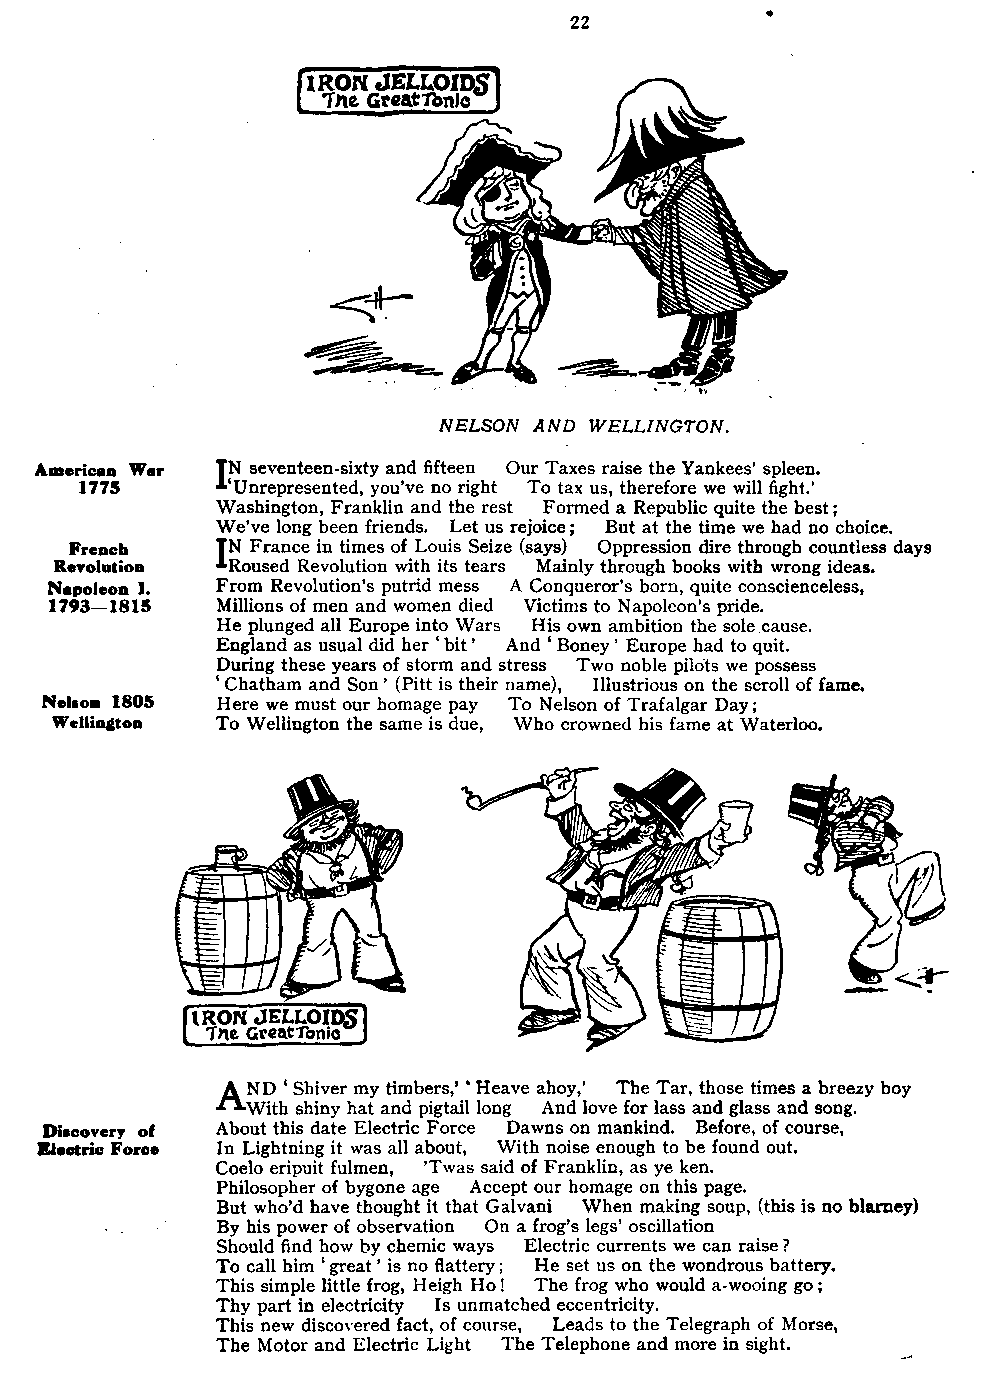 22
IRON JELLOIDS
The Great Tonic
NELSON AND WELLINGTON.
American War
1775
IN seventeen-sixty and fifteen Our Taxes raise the Yankees' spleen.
'Unrepresented, you've no right To tax us, therefore we will fight.'
Washington, Franklin and the rest Formed a Republic quite the best;
We've long been friends. Let us rejoice; But at the time we had no choice.
French
Revolution
Napoleon I.
1793—1815
IN France in times of Louis Seize (says) Oppression dire through countless days
Roused Revolution with its tears Mainly through books with wrong ideas.
From Revolution's putrid mess A Conqueror's born, quite conscienceless,
Millions of men and women died Victims to Napoleon's pride.
He plunged all Europe into Wars His own ambition the sole cause.
England as usual did her 'bit' And 'Boney' Europe had to quit.
During these years of storm and stress Two noble pilots we possess
'Chatham and Son' (Pitt is their name), Illustrious on the scroll of fame.
Nelson 1805
Wellington
Here we must our homage pay To Nelson of Trafalgar Day;
To Wellington the same is due, Who crowned his fame at Waterloo.
IRON JELLOIDS
The Great Tonic
AND 'Shiver my timbers,' 'Heave ahoy,' The Tar, those times a breezy boy
With shiny hat and pigtail long And love for lass and glass and song.
Discovery of
Electric Force
About this date Electric Force Dawns on mankind. Before, of course,
In Lightning it was all about, With noise enough to be found out.
Coelo eripuit fulmen, 'Twas said of Franklin, as ye ken.
Philosopher of bygone age Accept our homage on this page.
But who'd have thought it that Galvani When making soup, (this is no blarney)
By his power of observation On a frog's legs' oscillation
Should find how by chemic ways Electric currents we can raise?
To call him 'great' is no flattery; He set us on the wondrous battery.
This simple little frog, Heigh Ho! The frog who would a-wooing go;
Thy part in electricity Is unmatched eccentricity.
This new discovered fact, of course, Leads to the Telegraph of Morse,
The Motor and Electric Light The Telephone and more in sight.